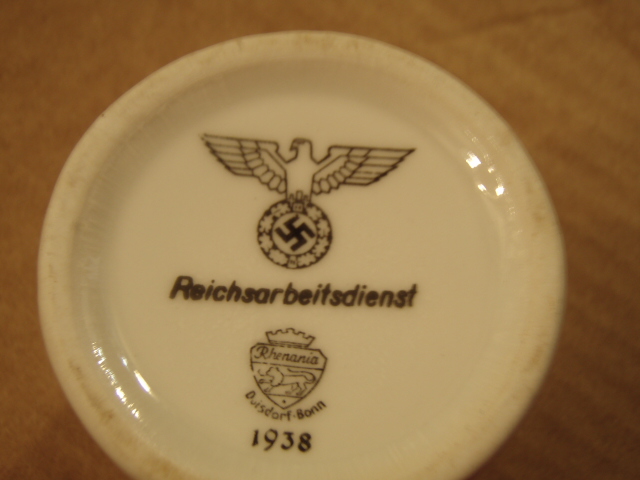 Reichsarbeitsdienst
Rhenania
Duisdorf-Bonn
1938